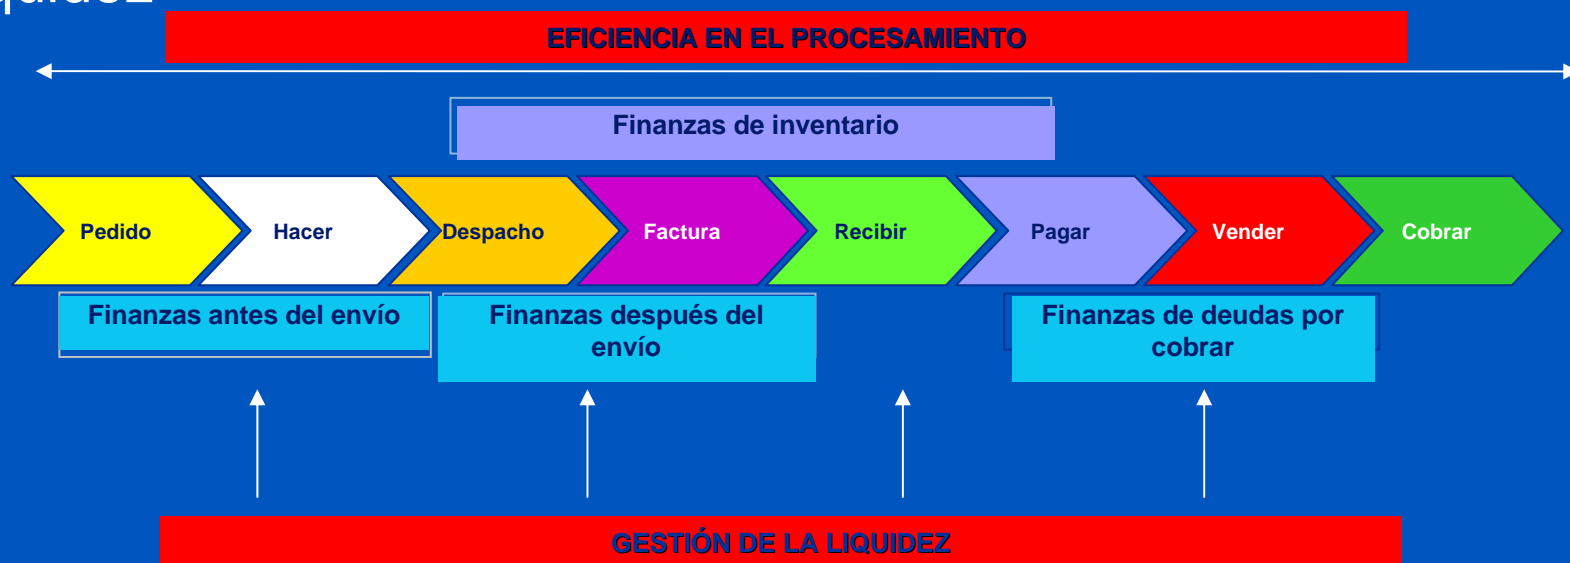 EFICIENCIA EN EL PROCESAMIENTO
Finanzas de inventario
Pedido
Hacer
Despacho
Factura
Recibir
Pagar
Vender
Cobrar
Finanzas antes del envío
Finanzas después del
envío
Finanzas de deudas por
cobrar
GESTIÓN DE LA LIQUIDEZ